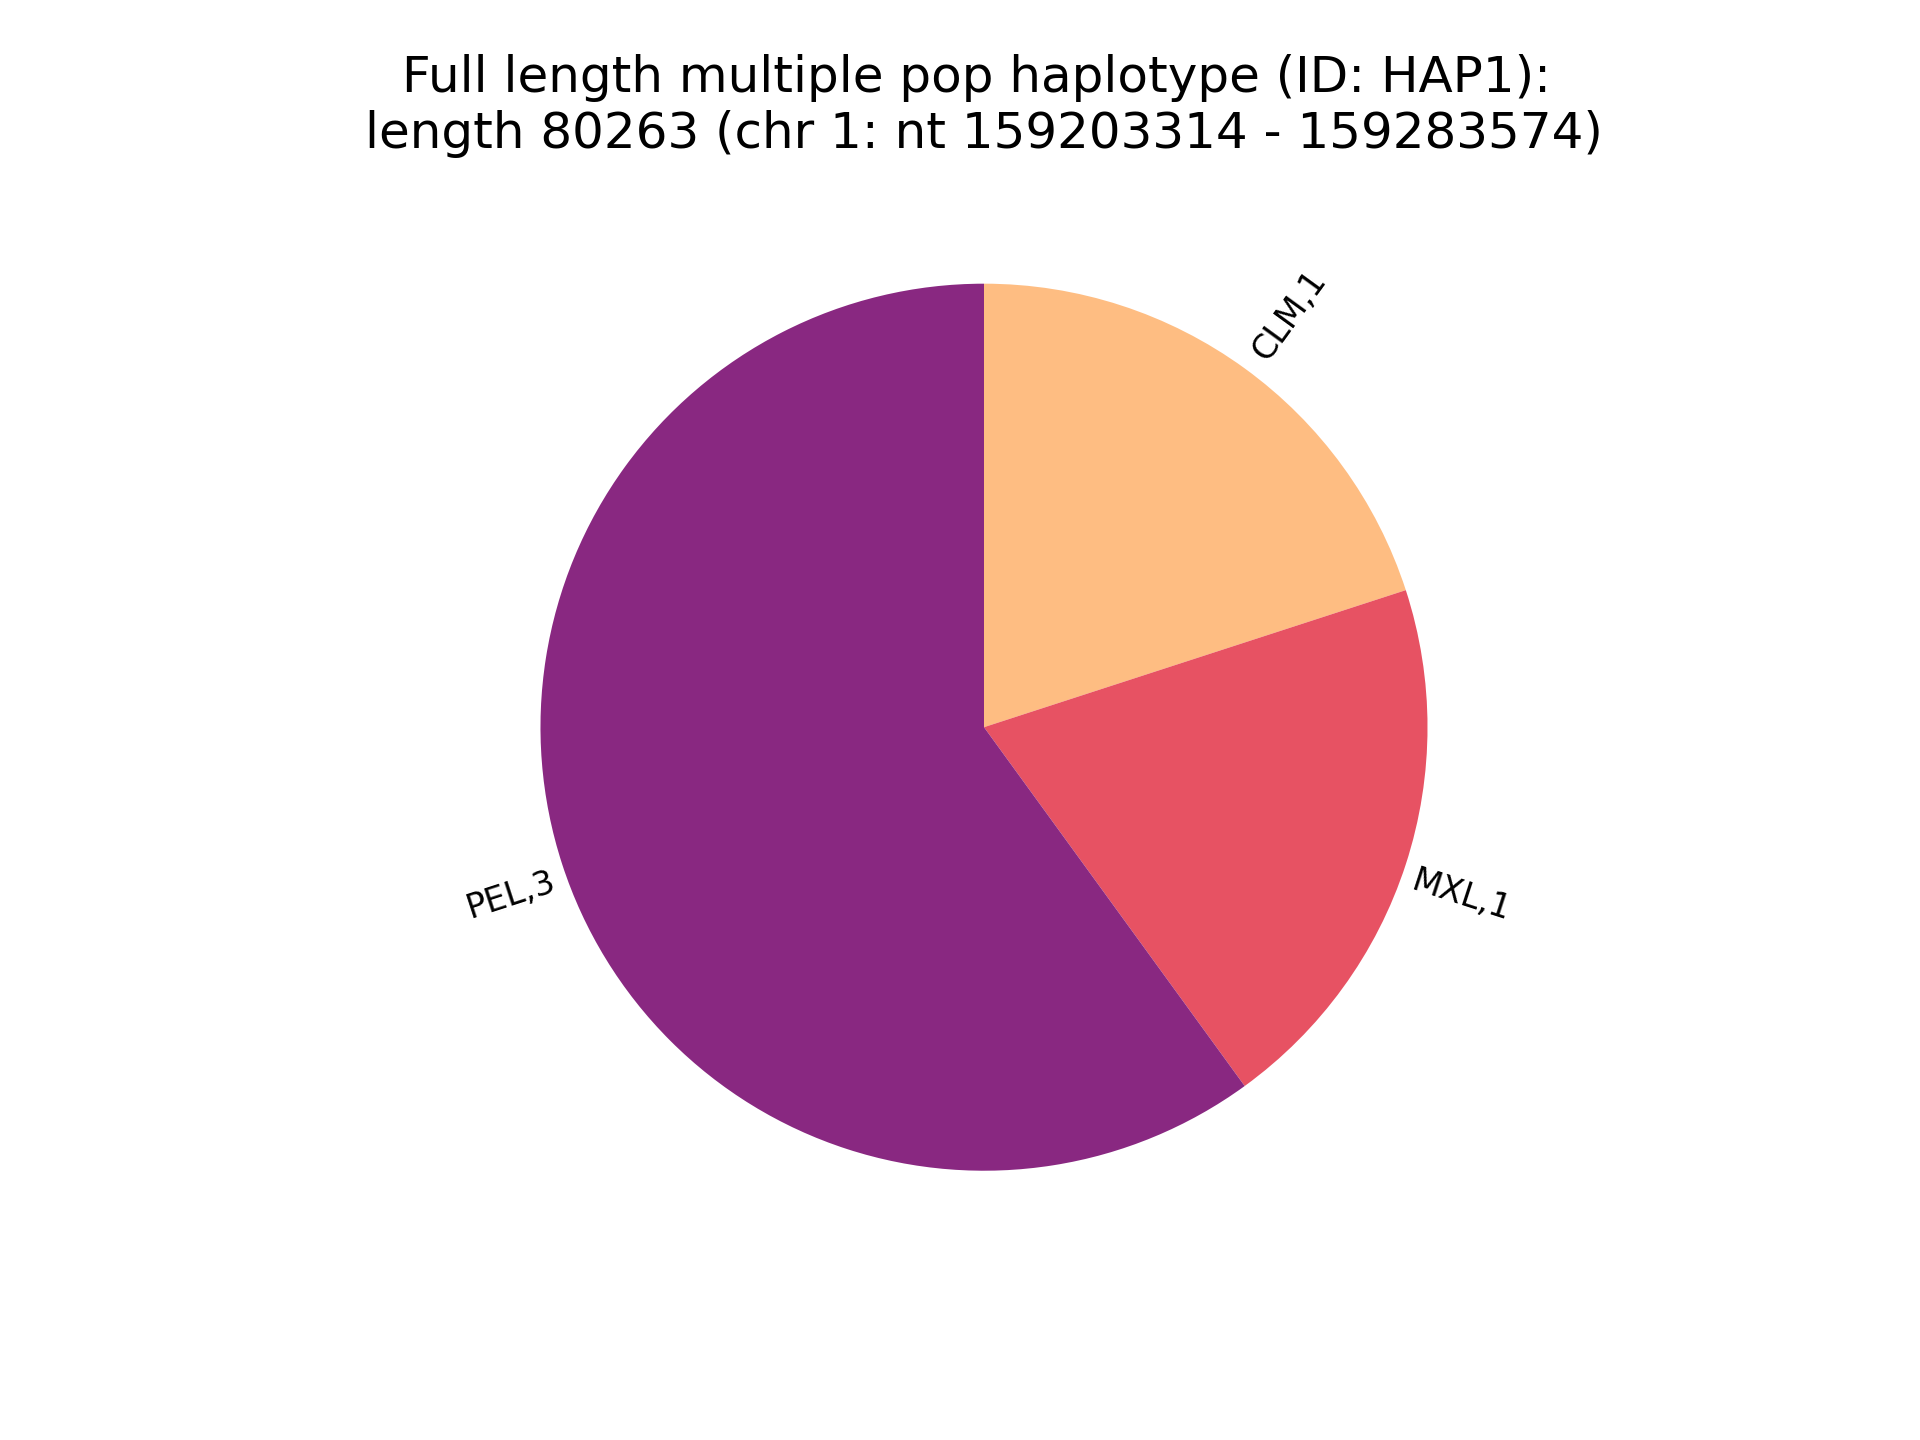 Full length multiple pop haplotype (ID: HAP1):
length 80263 (chr 1: nt 159203314 - 159283574)
CLM,1
PEL,3
MXL,1